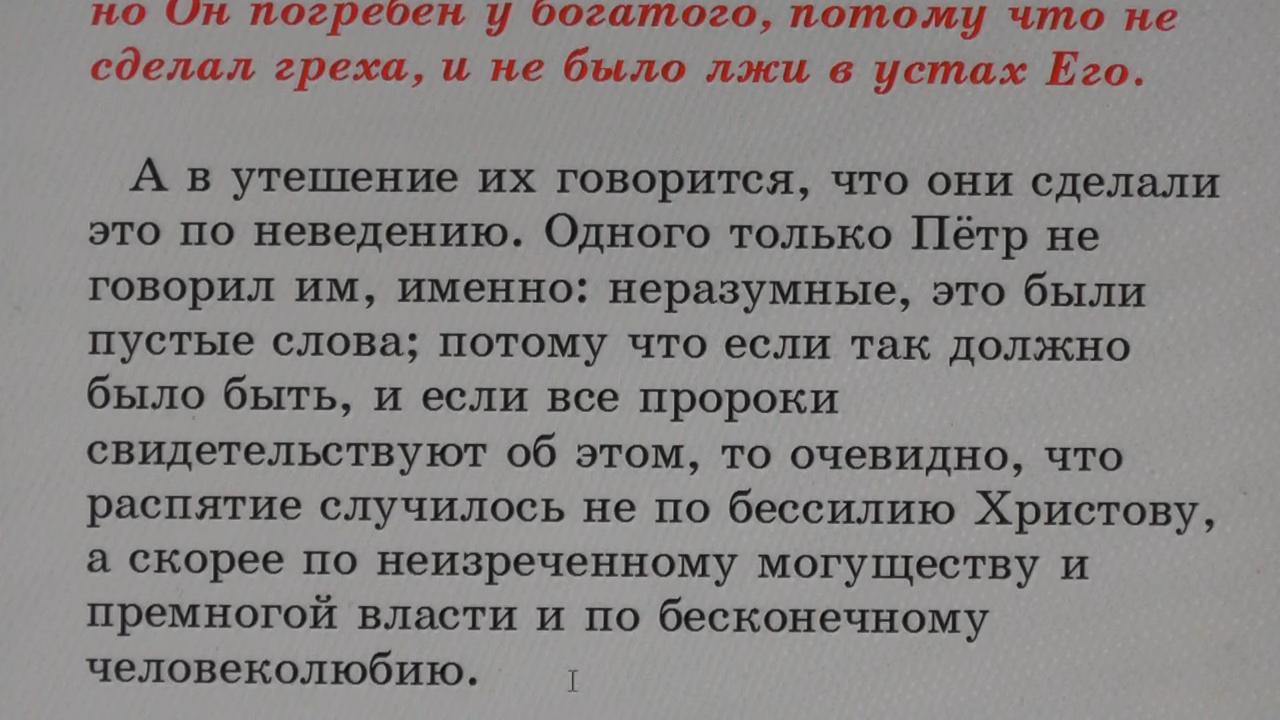 но Он погребен у богатого, потому что не
сделал греха, и не было лжи в устах Его.
А в утешение их говорится, что они сделали
это по неведению. Одного только Пётр не
говорил им, именно: неразумные, это были
пустые слова; потому что если так должно
было быть, и если все пророки
свидетельствуют об этом, то очевидно, что
распятие случилось не по бессилию Христову,
а скорее по неизреченному могуществу и
премногой власти и по бесконечному
человеколюбию.